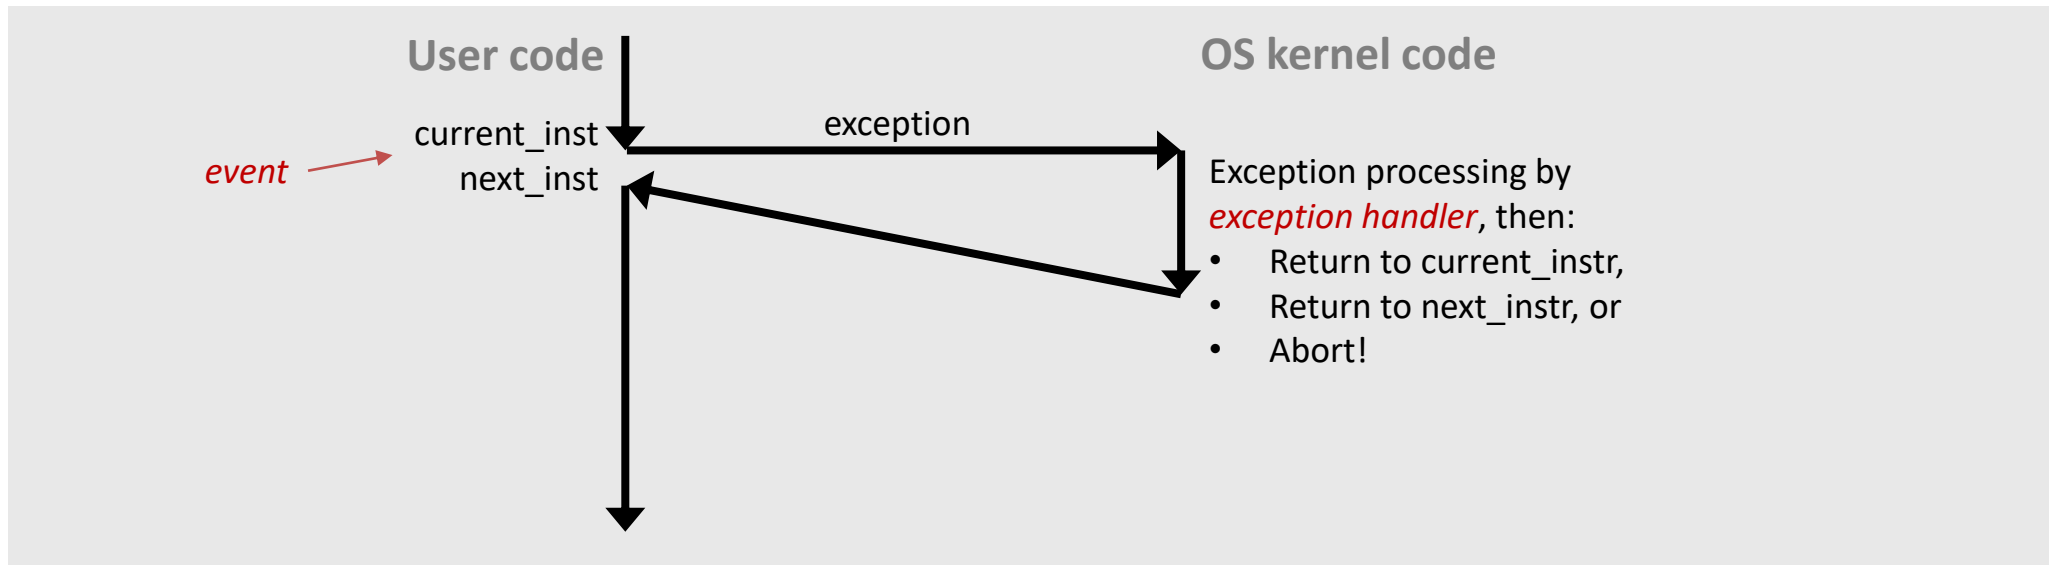 User code
OS kernel code
current_inst
exception
event
next_inst
Exception processing by
exception handler, then:
• Return to current_instr,
• Return to next_instr, or
• Abort!